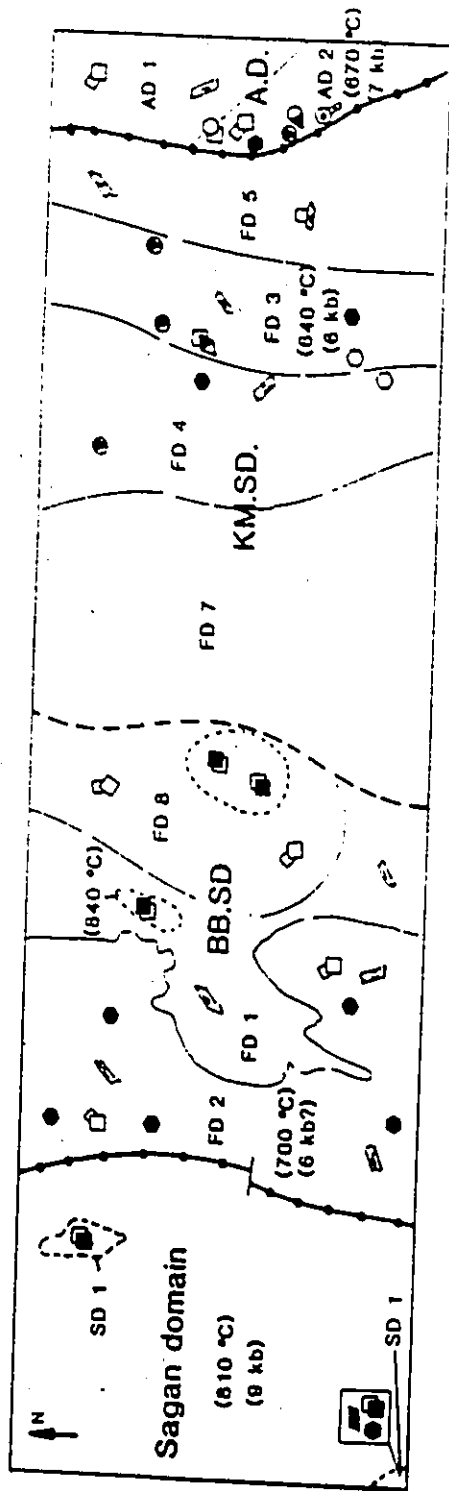 N
SD 1
Sagan domain
(810 °C)
(9 kb)
SD 1
FD 2
(700 °C)
(6 kb?)
FD 1
(840 °C)
BB.SD
FD 8
FD 7
KM.SD.
FD 4
FD 3
(640 °C)
(6 kb)
FD 5
AD 1
A.D.
AD 2
(670 °C)
(7 kb)